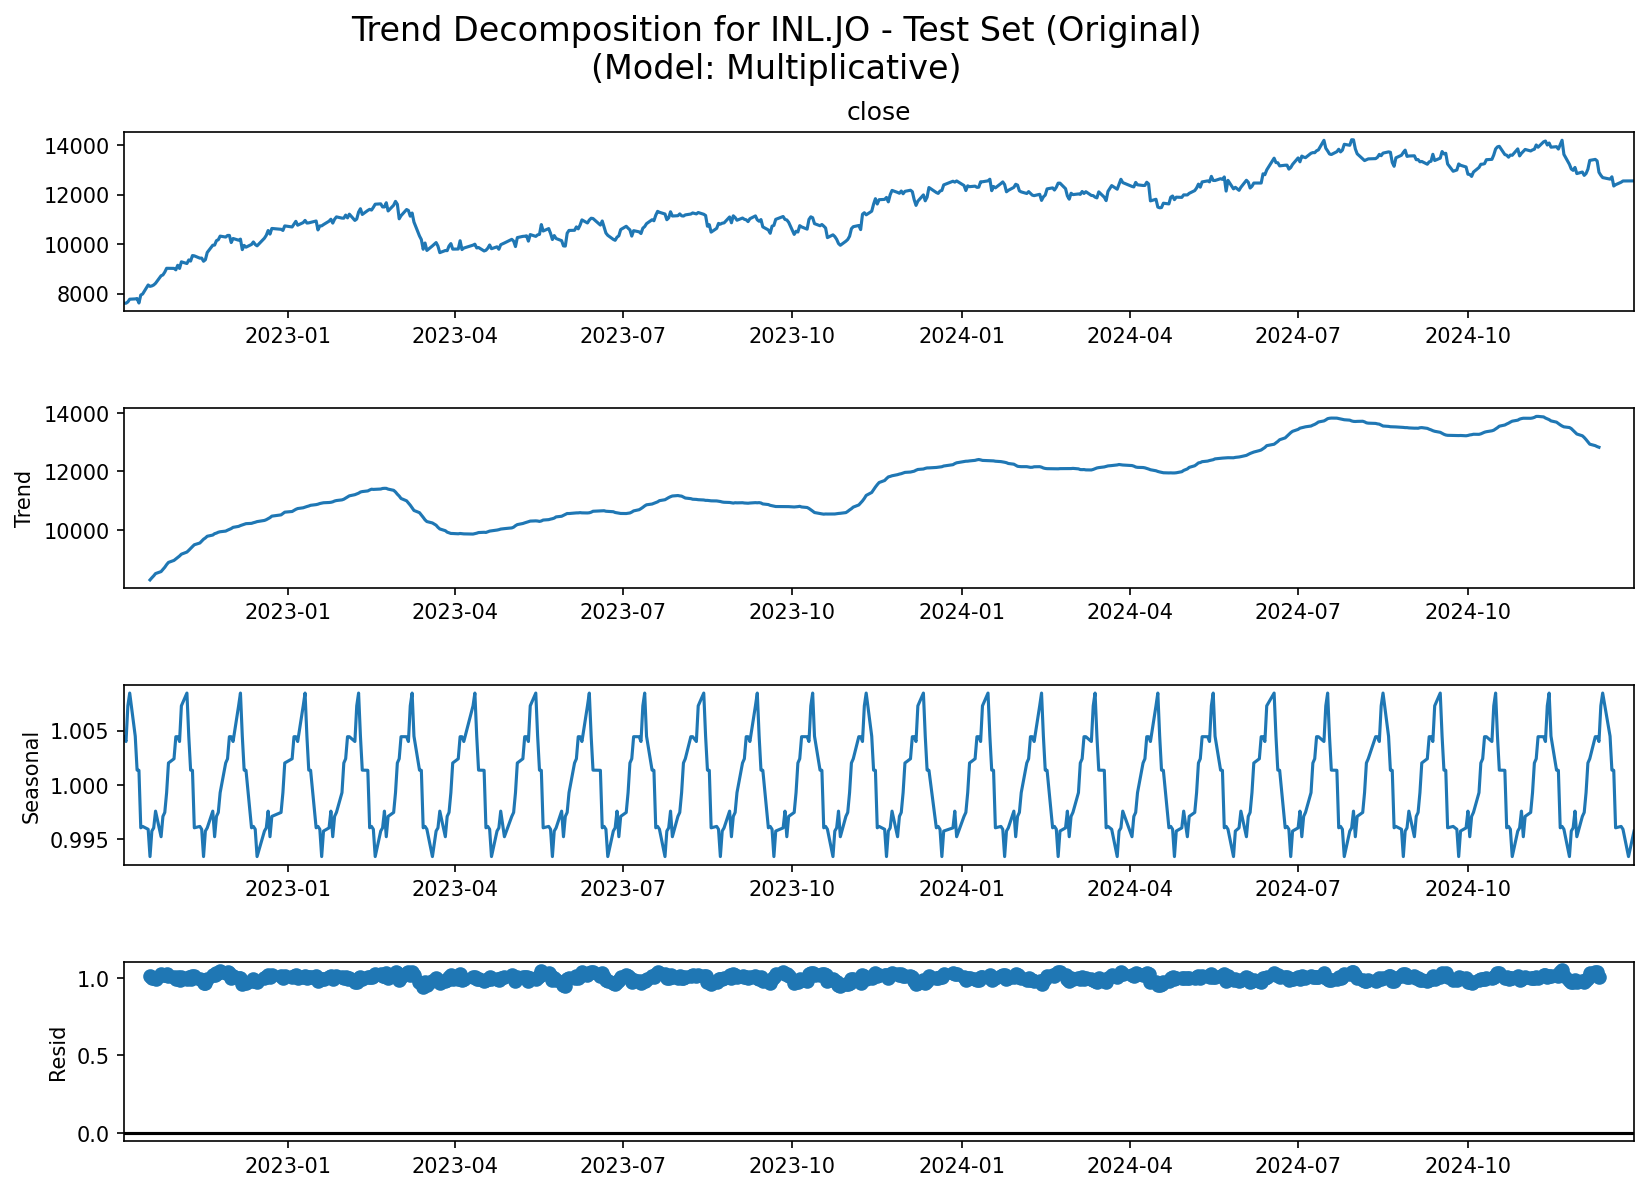 Trend Decomposition for INL.JO - Test Set (Original)
(Model: Multiplicative)
close
14000
12000
10000
8000
2023-01 2023-04 2023-07 2023-10 2024-01 2024-04 2024-07 2024-10
Trend
14000
12000
10000
2023-01 2023-04 2023-07 2023-10 2024-01 2024-04 2024-07 2024-10
Seasonal
1.005
1.000
0.995
2023-01 2023-04 2023-07 2023-10 2024-01 2024-04 2024-07 2024-10
Resid
1.0
0.5
0.0
2023-01 2023-04 2023-07 2023-10 2024-01 2024-04 2024-07 2024-10